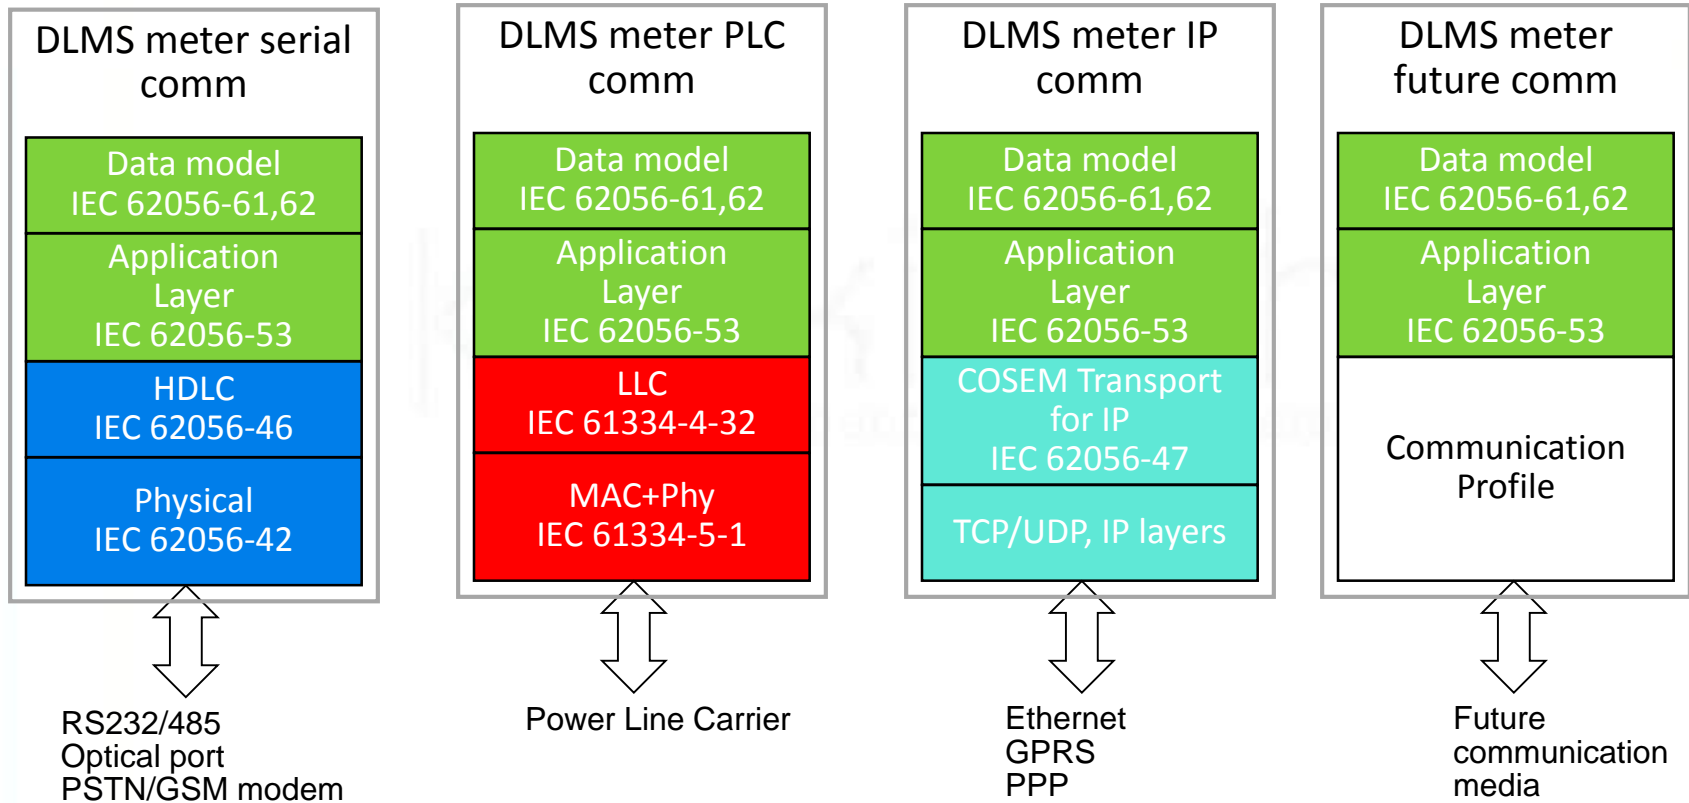 DLMS meter serial
comm
Data model
IEC 62056-61,62
Application
Layer
IEC 62056-53
HDLC
IEC 62056-46
Physical
IEC 62056-42
RS232/485
Optical port
PSTN/GSM modem
DLMS meter PLC
comm
Data model
IEC 62056-61,62
Application
Layer
IEC 62056-53
LLC
IEC 61334-4-32
MAC+Phy
IEC 61334-5-1
Power Line Carrier
DLMS meter IP
comm
Data model
IEC 62056-61,62
Application
Layer
IEC 62056-53
COSEM Transport
for IP
IEC 62056-47
TCP/UDP, IP layers
Ethernet
GPRS
PPP
DLMS meter
future comm
Data model
IEC 62056-61,62
Application
Layer
IEC 62056-53
Communication
Profile
Future
communication
media